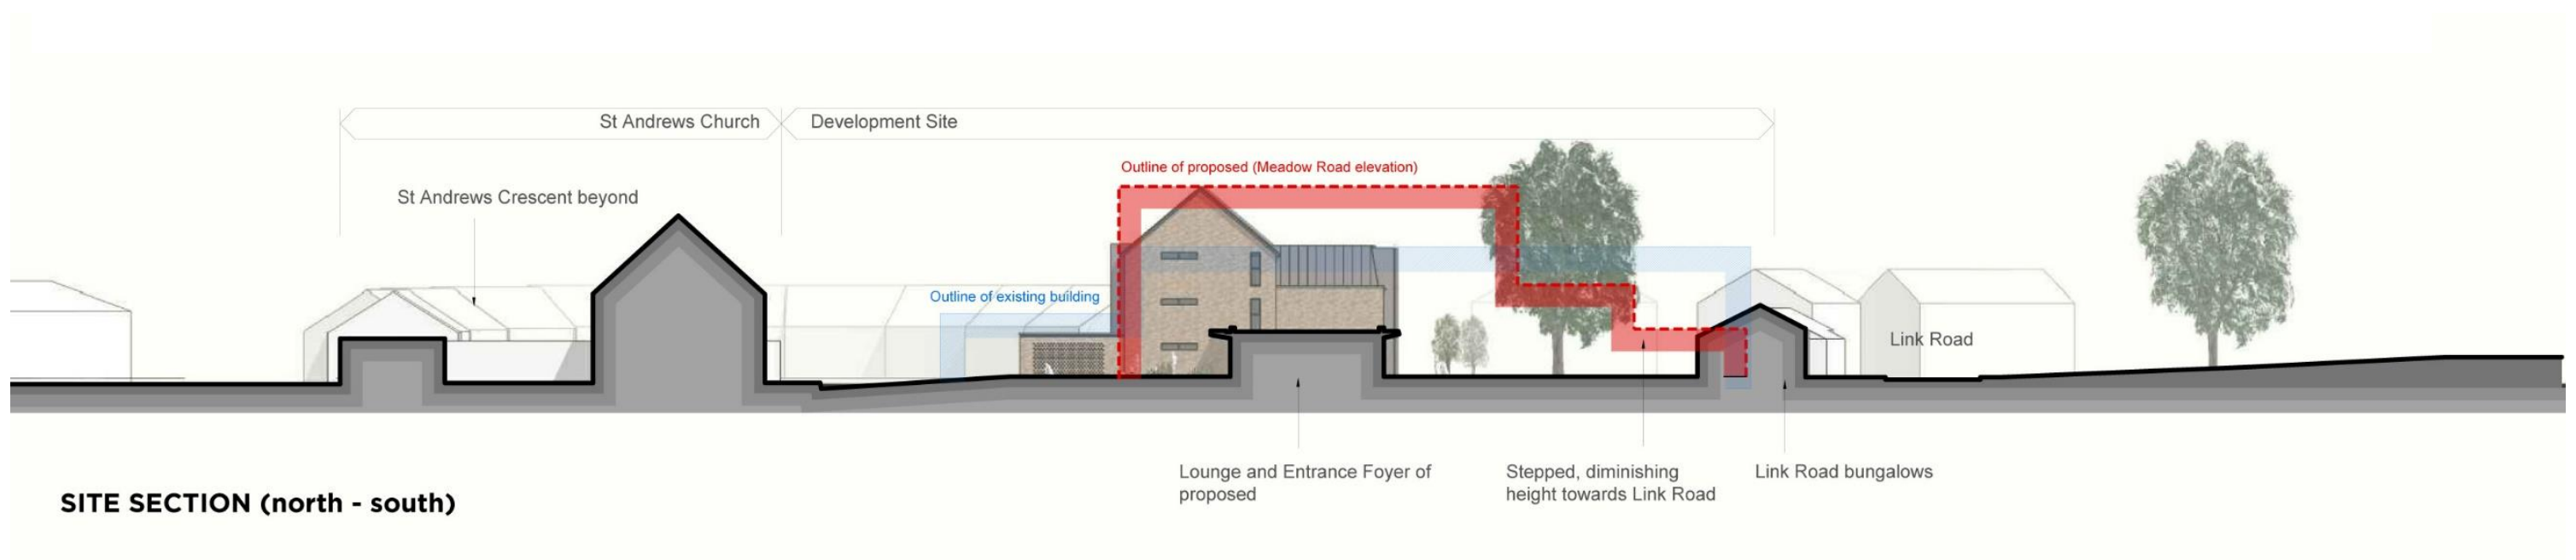 St Andrews Church
Development Site
Outline of proposed (Meadow Road elevation)
St Andrews Crescent beyond
Outline of existing building
Link Road
Lounge and Entrance Foyer of
proposed
Stepped, diminishing
height towards Link Road
Link Road bungalows
SITE SECTION (north - south)